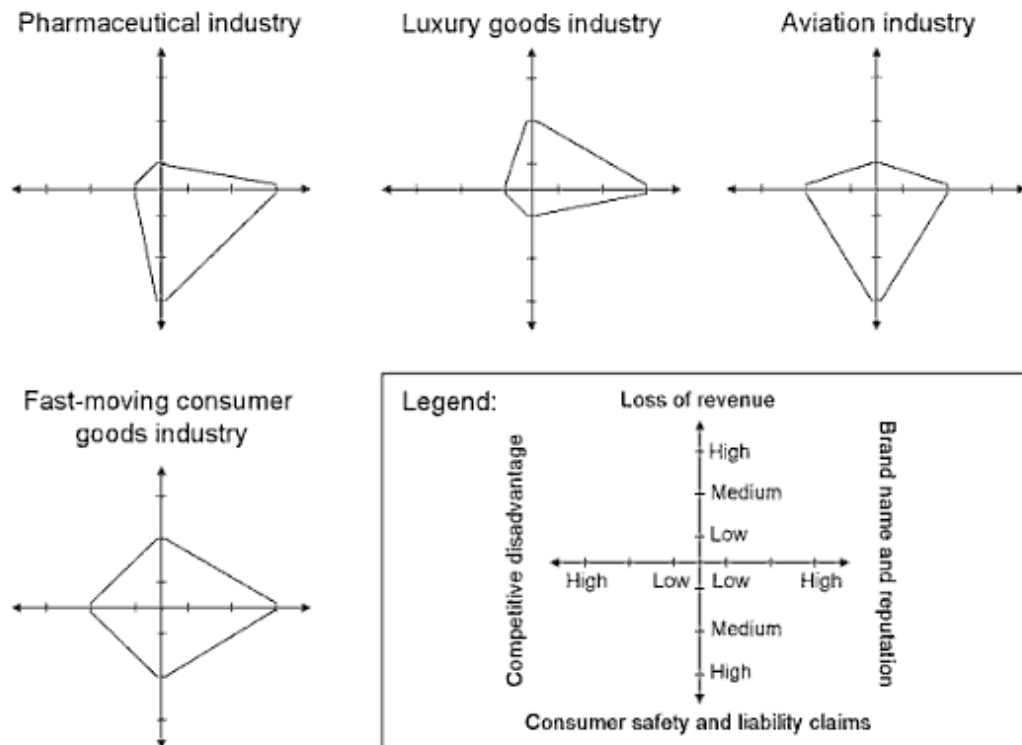 Pharmaceutical industry
Luxury goods industry
Aviation industry
Fast-moving consumer
goods industry
Legend:
Loss of revenue
Competitive disadvantage
High
Medium
Low
High
Low
Low
High
Medium
High
Brand name and reputation
Consumer safety and liability claims